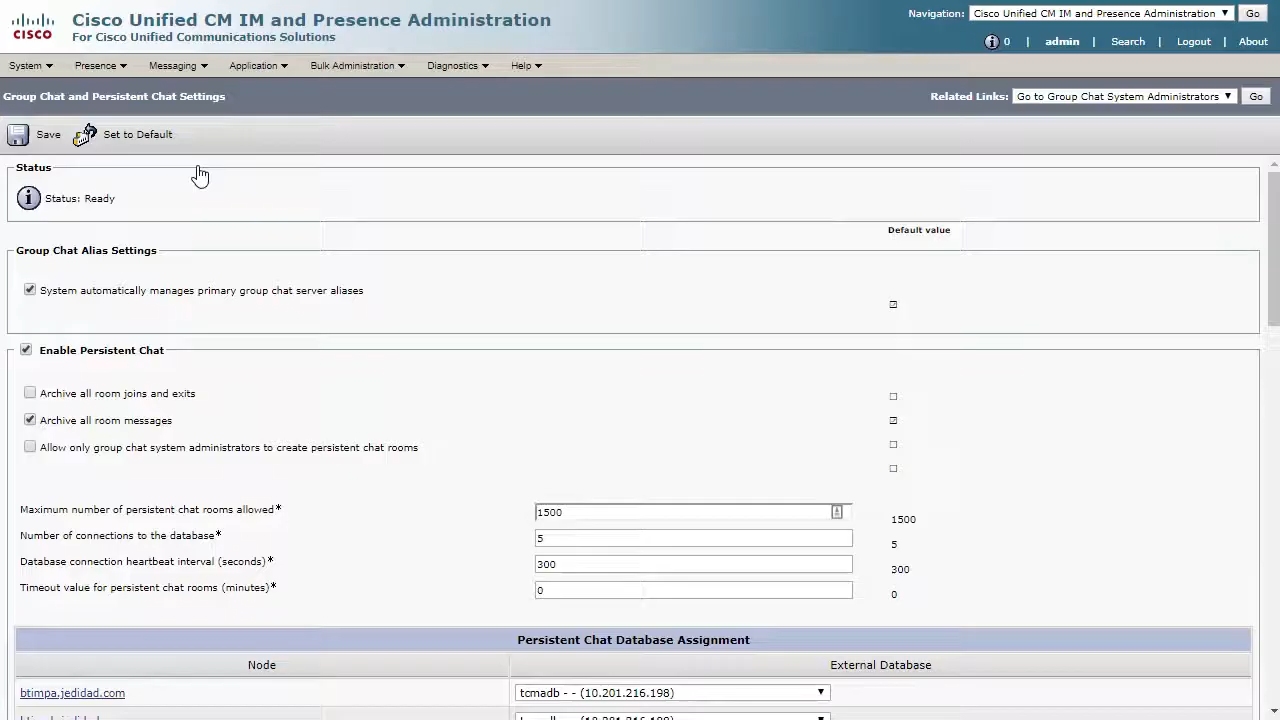 Cisco Unified CM IM and Presence Administration
For Cisco Unified Communications Solutions
CISCO
Navigation: Cisco Unified CM IM and Presence Administration Go
0 | admin | Search | Logout | About
System Presence Messaging Application Bulk Administration Diagnostics Help
Group Chat and Persistent Chat Settings
Related Links: Go to Group Chat System Administrators Go
Save Set to Default
Status
Status: Ready
Default value
Group Chat Alias Settings
System automatically manages primary group chat server aliases
Enable Persistent Chat
Archive all room joins and exits
Archive all room messages
Allow only group chat system administrators to create persistent chat rooms
Maximum number of persistent chat rooms allowed* 1500 1500
Number of connections to the database* 5 5
Database connection heartbeat interval (seconds)* 300 300
Timeout value for persistent chat rooms (minutes)* 0 0
Persistent Chat Database Assignment
Node External Database
btimpa.jedidad.com tcmadb - - (10.201.216.198)